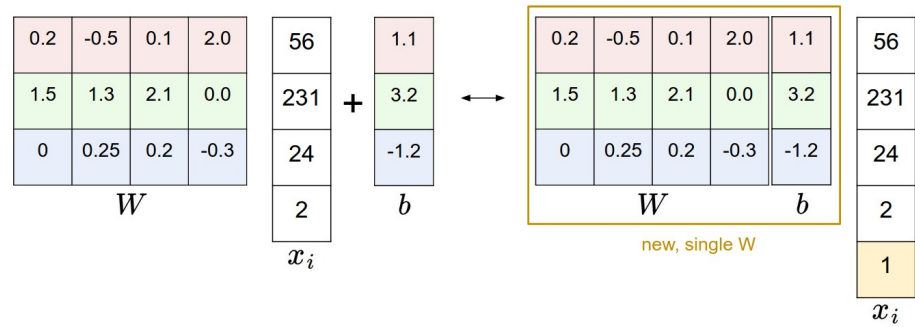 0.2 -0.5 0.1 2.0 56 1.1 0.2 -0.5 0.1 2.0 1.1 56
1.5 1.3 2.1 0.0 231 + 3.2 ↔ 1.5 1.3 2.1 0.0 3.2 231
0 0.25 0.2 -0.3 24 -1.2 0 0.25 0.2 -0.3 -1.2 24
W 2 b W b 2
x_i new, single W 1
x_i